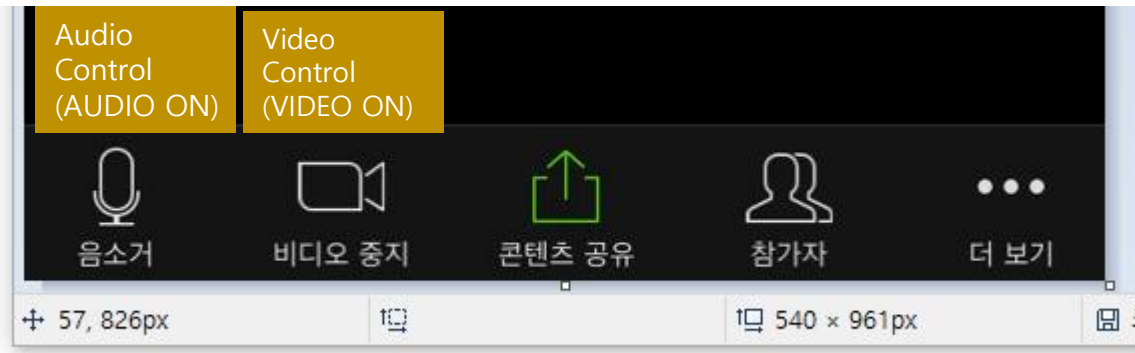 Audio
Control
(AUDIO ON)
Video
Control
(VIDEO ON)
음소거
비디오 중지
콘텐츠 공유
참가자
더 보기
57, 826px
540 × 961px